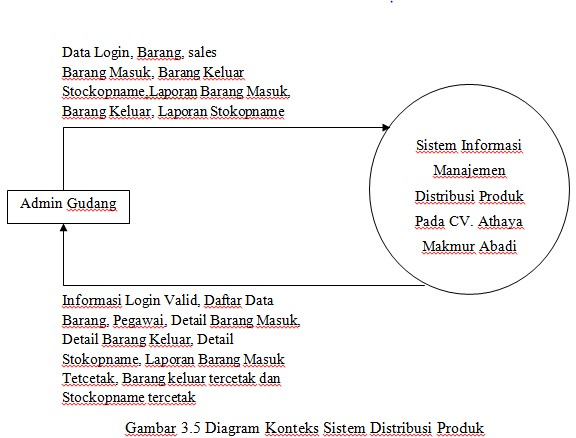 Data Login, Barang, sales
Barang Masuk, Barang Keluar
Stockopname,Laporan Barang Masuk,
Barang Keluar, Laporan Stokopname
Sistem Informasi
Manajemen
Distribusi Produk
Pada CV. Athaya
Makmur Abadi
Admin Gudang
Informasi Login Valid, Daftar Data
Barang, Pegawai, Detail Barang Masuk,
Detail Barang Keluar, Detail
Stokopname, Laporan Barang Masuk
Tetcetak, Barang keluar tercetak dan
Stockopname tercetak
Gambar 3.5 Diagram Konteks Sistem Distribusi Produk